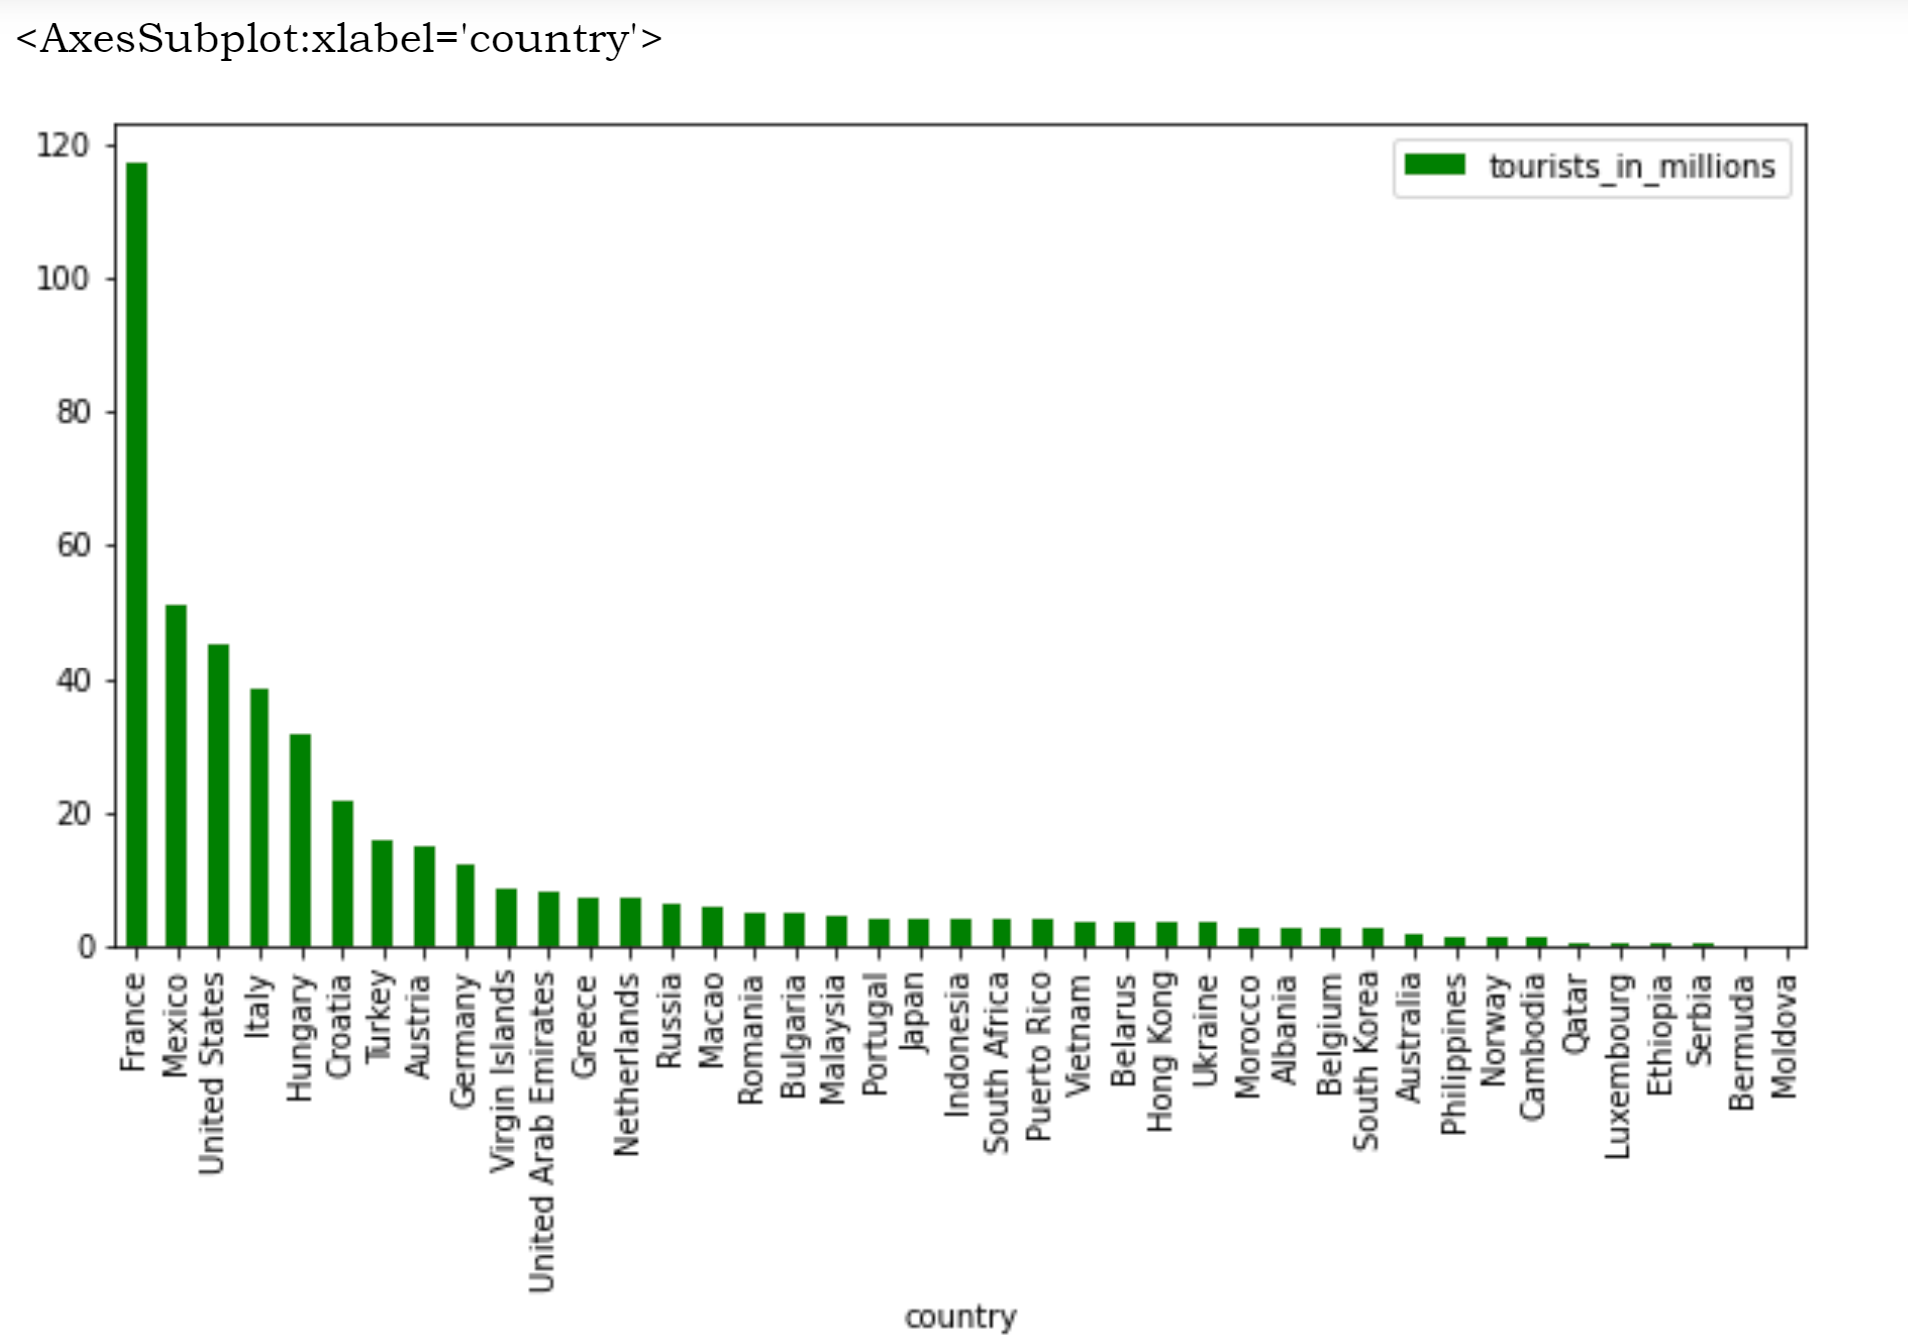 <AxesSubplot:xlabel='country'>
120
tourists_in_millions
100
80
60
40
20
0
France
Mexico
United States
Italy
Hungary
Croatia
Turkey
Austria
Germany
Virgin Islands
United Arab Emirates
Greece
Netherlands
Russia
Macao
Romania
Bulgaria
Malaysia
Portugal
Japan
Indonesia
South Africa
Puerto Rico
Vietnam
Belarus
Hong Kong
Ukraine
Morocco
Albania
Belgium
South Korea
Australia
Philippines
Norway
Cambodia
Qatar
Luxembourg
Ethiopia
Serbia
Bermuda
Moldova
country